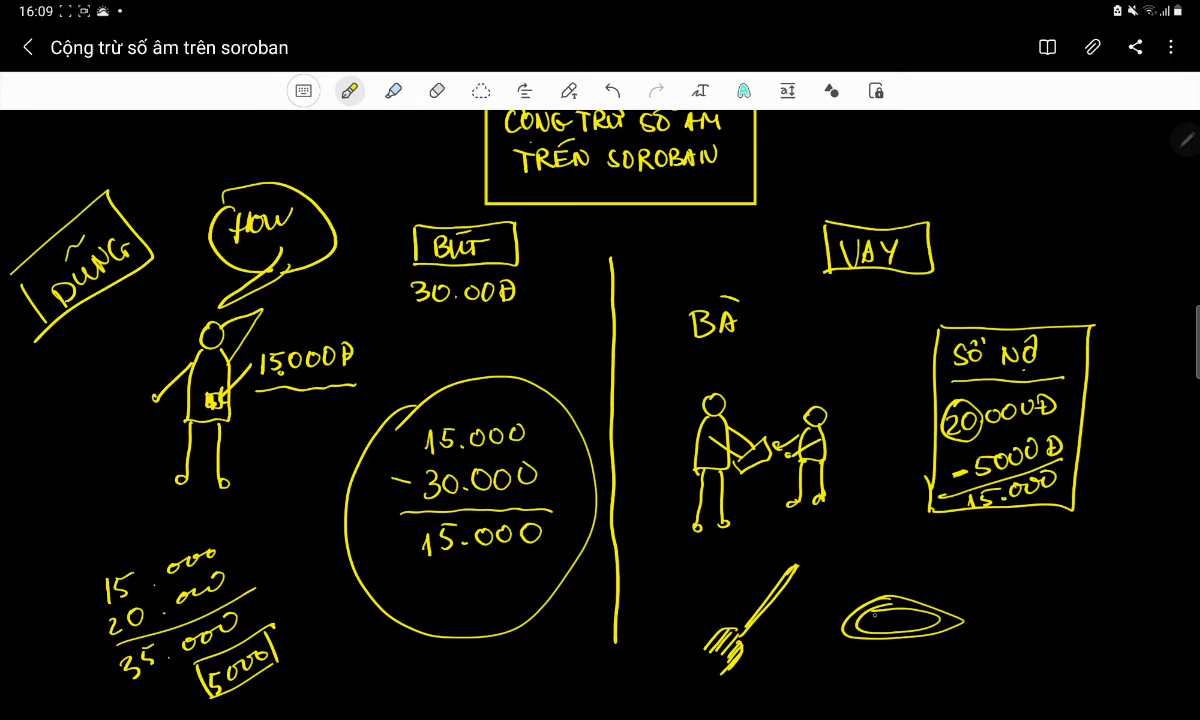 16:09
Cộng trừ số âm trên soroban
CỘNG TRỪ SỐ ÂM
TRÊN SOROBAN
DŨNG
HOW
BÚT
30.00Đ
VAY
BÀ
15.000Đ
SỔ NỢ
20.000Đ
- 5000Đ
15.000
15.000
- 30.000
15.000
15.000
20.000
35.000
5000